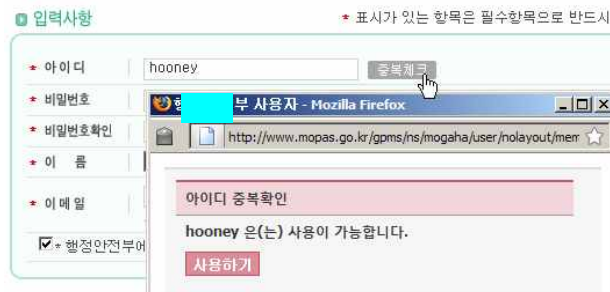 입력사항
* 표시가 있는 항목은 필수항목으로 반드시
* 아이디 hooney 중복체크
* 비밀번호
* 비밀번호확인
* 이 름
* 이메일
* 행정안전부에
행 부 사용자 - Mozilla Firefox
http://www.mopas.go.kr/gpms/ns/mogaha/user/nolayout/mem
아이디 중복확인
hooney 은(는) 사용이 가능합니다.
사용하기